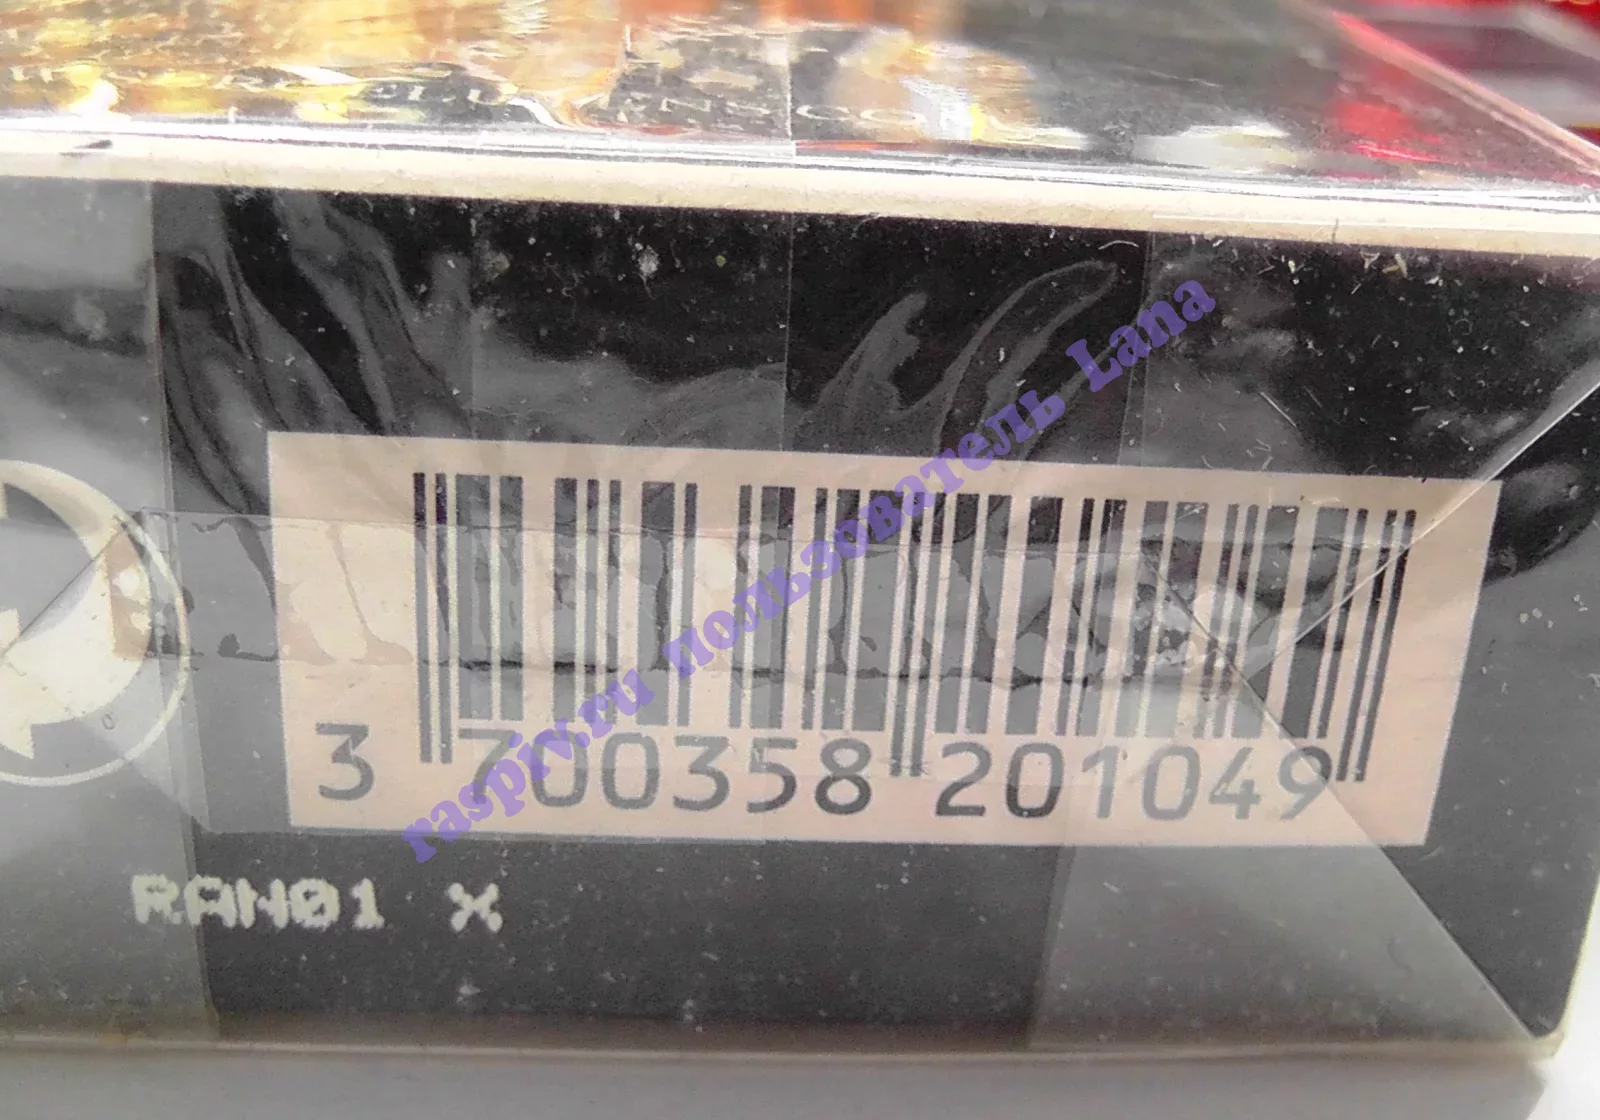 raspiv.ru пользователь Lana
3 700358 201049
RAN01 X